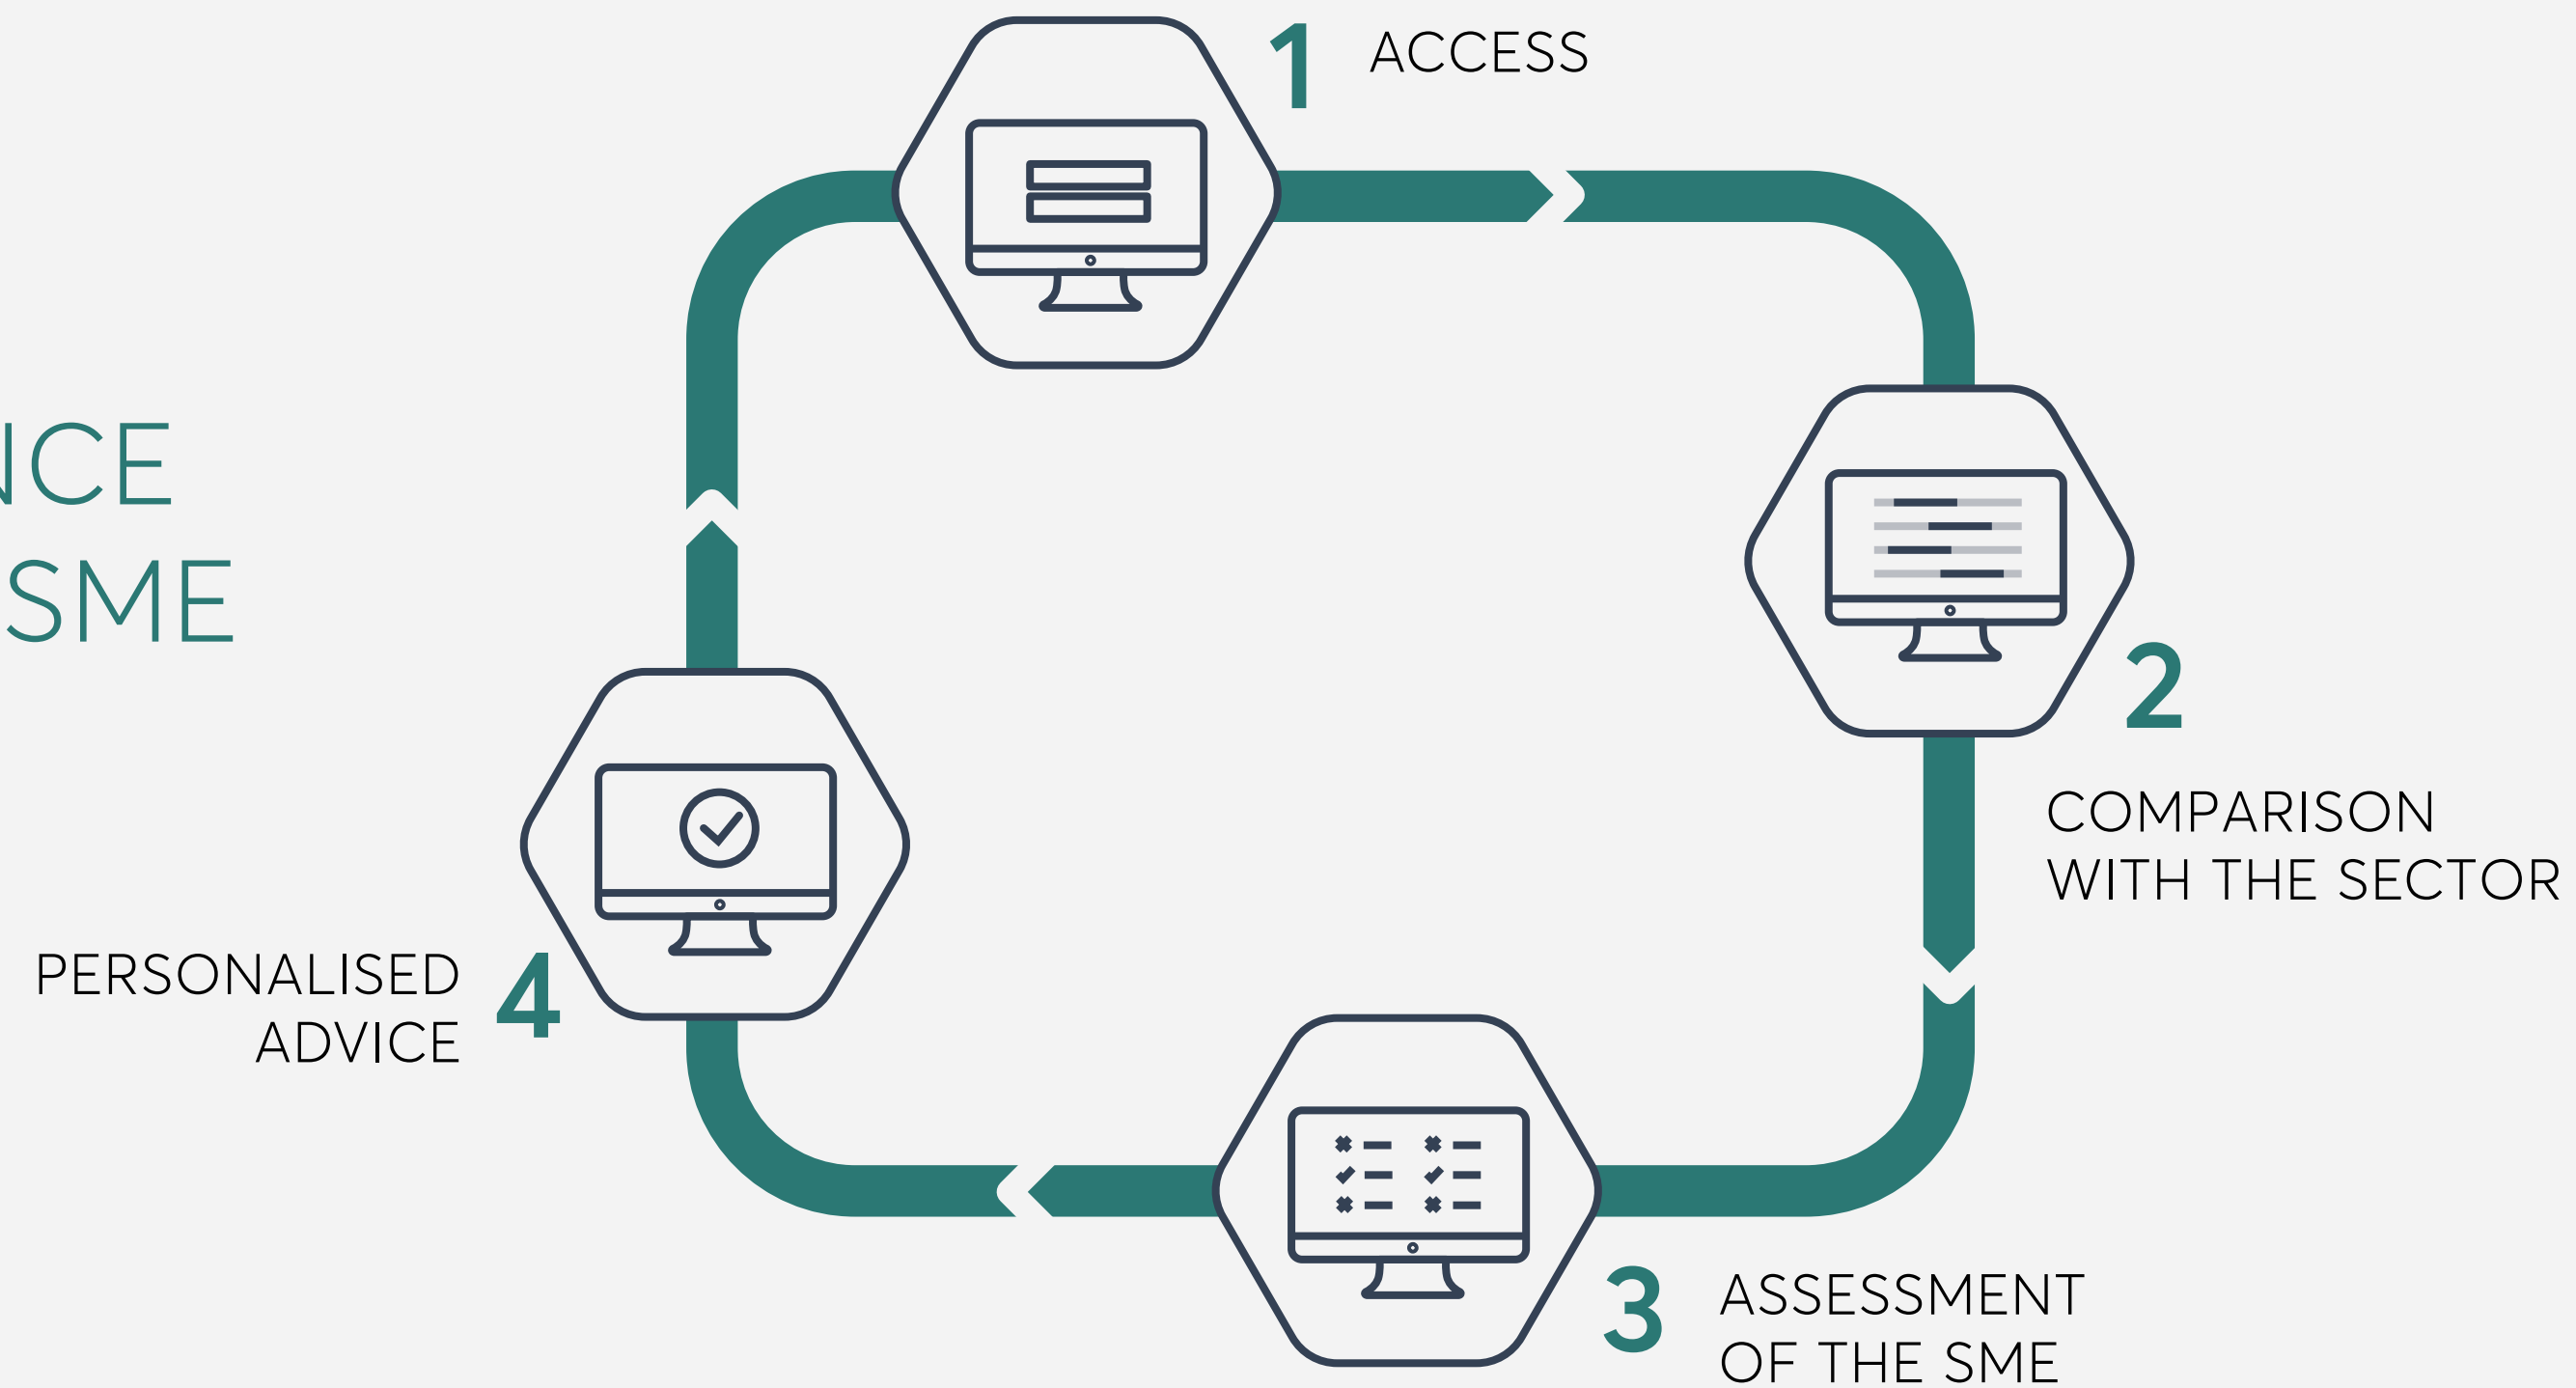 1 ACCESS
NCE
SME
2
COMPARISON
WITH THE SECTOR
PERSONALISED
ADVICE
4
3 ASSESSMENT
OF THE SME